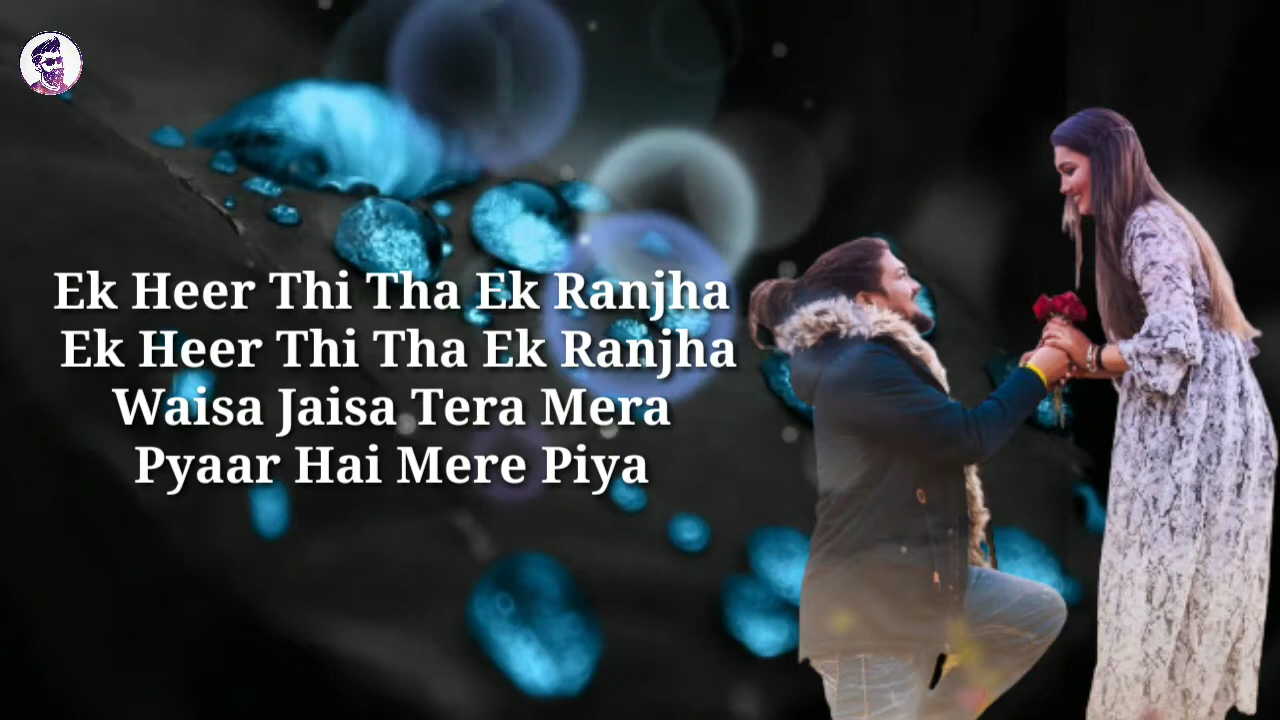 Ek Heer Thi Tha Ek Ranjha
Ek Heer Thi Tha Ek Ranjha
Waisa Jaisa Tera Mera
Pyaar Hai Mere Piya